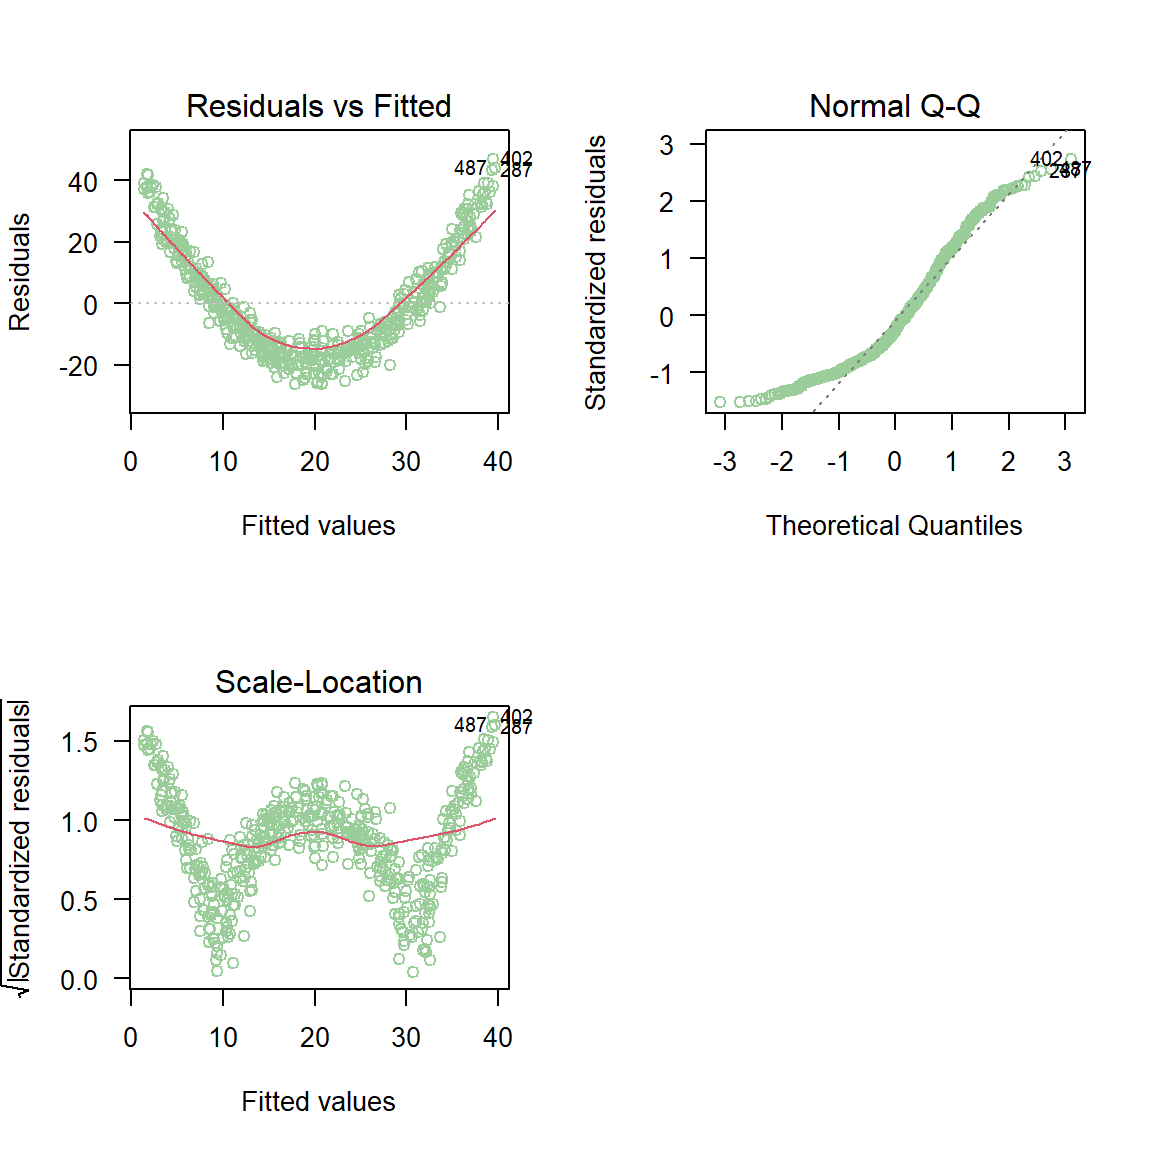 Residuals vs Fitted
Residuals
40
20
0
-20
0 10 20 30 40
Fitted values
487
402
287
Normal Q-Q
Standardized residuals
3
2
1
0
-1
-3 -2 -1 0 1 2 3
Theoretical Quantiles
402
487
287
Scale-Location
√|Standardized residuals|
1.5
1.0
0.5
0.0
0 10 20 30 40
Fitted values
487
402
287